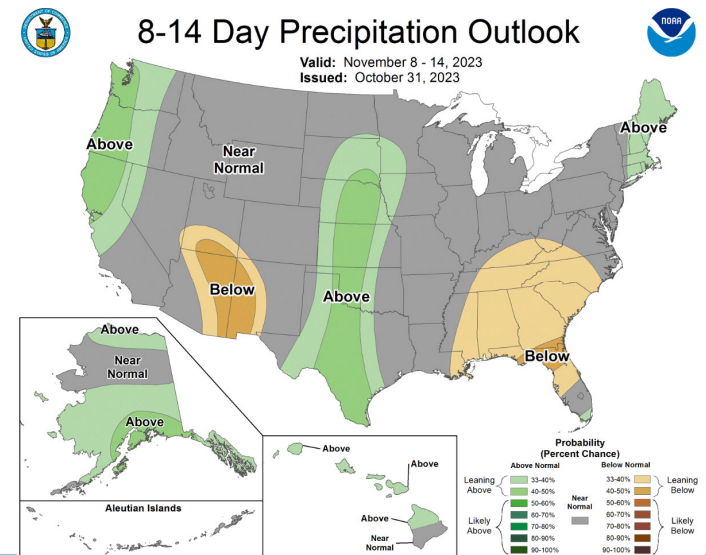 8-14 Day Precipitation Outlook
Valid: November 8 - 14, 2023
Issued: October 31, 2023
NOAA
Above
Near
Normal
Above
Below
Above
Below
Above
Near
Normal
Above
Aleutian Islands
Above
Above
Above
Near
Normal
Probability
(Percent Chance)
Above Normal
Below Normal
Leaning
Above
33-40%
40-50%
Likely
Above
50-60%
60-70%
70-80%
80-90%
90-100%
Near
Normal
33-40%
40-50%
Leaning
Below
50-60%
60-70%
70-80%
80-90%
90-100%
Likely
Below